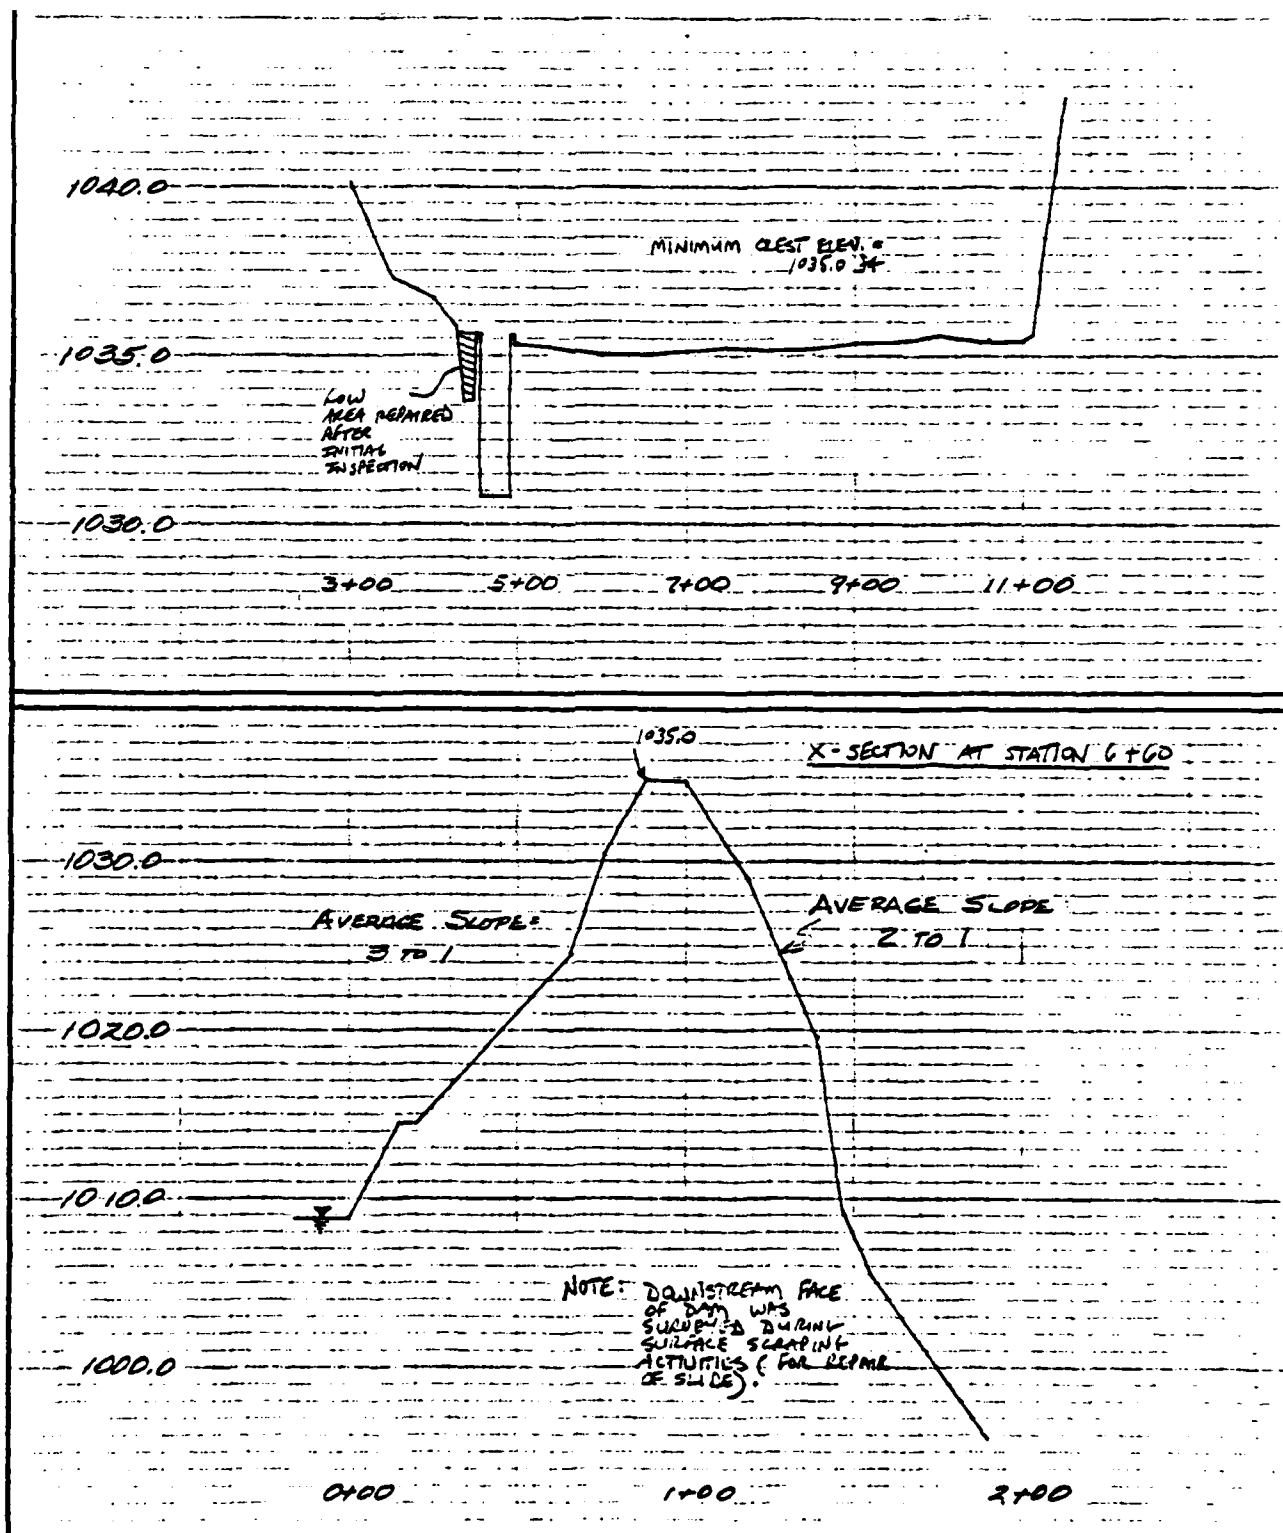 1040.0
MINIMUM CREST ELEV. =
1035.0
1035.0
LOW
AREA REPAIRED
AFTER
INITIAL
INSPECTION
1030.0
3+00 5+00 7+00 9+00 11+00
1035.0
X-SECTION AT STATION 6+60
1030.0
AVERAGE SLOPE =
3 TO 1
AVERAGE SLOPE
2 TO 1
1020.0
1010.0
NOTE: DOWNSTREAM FACE
OF DAM WAS
SURVEYED DURING
SURFACE SCRAPING
ACTIVITIES (FOR REPAIR
OF SLIDE).
1000.0
0+00 1+00 2+00